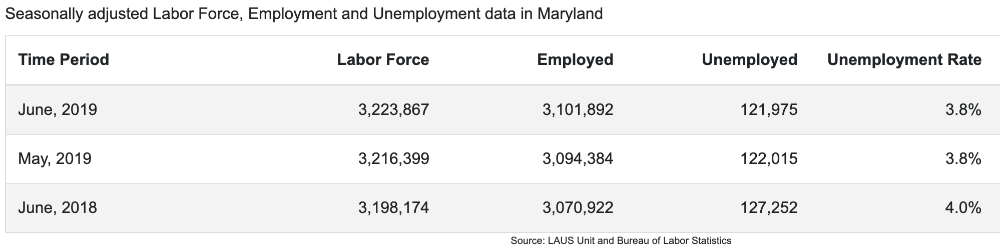 Seasonally adjusted Labor Force, Employment and Unemployment data in Maryland
Time Period Labor Force Employed Unemployed Unemployment Rate
June, 2019 3,223,867 3,101,892 121,975 3.8%
May, 2019 3,216,399 3,094,384 122,015 3.8%
June, 2018 3,198,174 3,070,922 127,252 4.0%
Source: LAUS Unit and Bureau of Labor Statistics